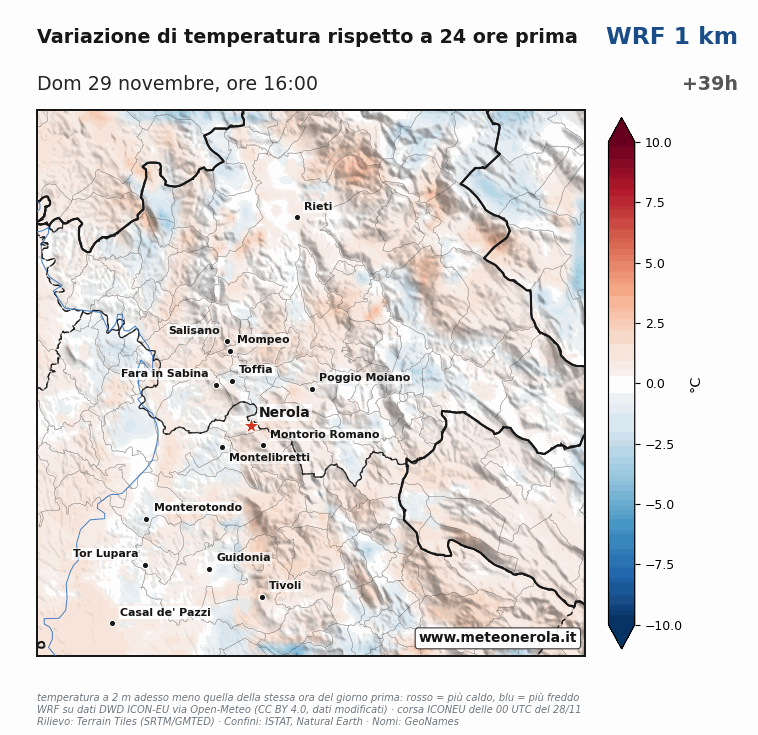 Variazione di temperatura rispetto a 24 ore prima
WRF 1 km
Dom 29 novembre, ore 16:00
+39h
Rieti
Salisano
Mompeo
Fara in Sabina
Toffia
Poggio Moiano
Nerola
Montorio Romano
Montelibretti
Monterotondo
Tor Lupara
Guidonia
Tivoli
Casal de' Pazzi
www.meteonerola.it
10.0
7.5
5.0
2.5
0.0
−2.5
−5.0
−7.5
−10.0
°C
temperatura a 2 m adesso meno quella della stessa ora del giorno prima: rosso = più caldo, blu = più freddo
WRF su dati DWD ICON-EU via Open-Meteo (CC BY 4.0, dati modificati) · corsa ICONEU delle 00 UTC del 28/11
Rilievo: Terrain Tiles (SRTM/GMTED) · Confini: ISTAT, Natural Earth · Nomi: GeoNames